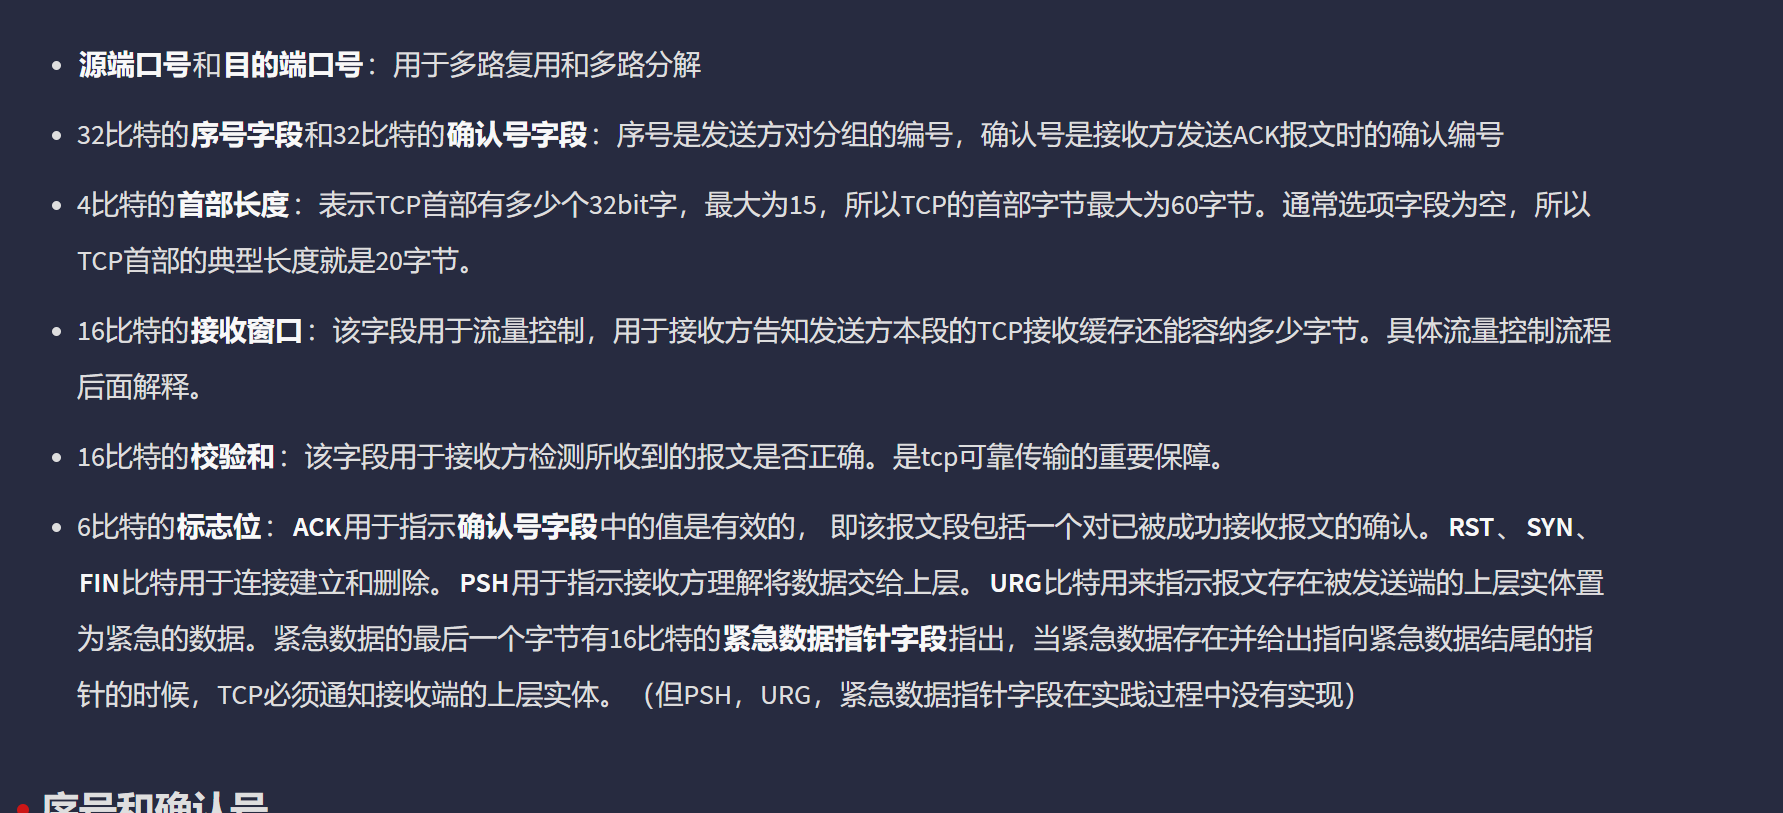 源端口号和目的端口号：用于多路复用和多路分解
32比特的序号字段和32比特的确认号字段：序号是发送方对分组的编号，确认号是接收方发送ACK报文时的确认编号
4比特的首部长度：表示TCP首部有多少个32bit字，最大为15，所以TCP的首部字节最大为60字节。通常选项字段为空，所以
TCP首部的典型长度就是20字节。
16比特的接收窗口：该字段用于流量控制，用于接收方告知发送方本段的TCP接收缓存还能容纳多少字节。具体流量控制流程
后面解释。
16比特的校验和：该字段用于接收方检测所收到的报文是否正确。是tcp可靠传输的重要保障。
6比特的标志位：ACK用于指示确认号字段中的值是有效的， 即该报文段包括一个对已被成功接收报文的确认。RST、SYN、
FIN比特用于连接建立和删除。PSH用于指示接收方理解将数据交给上层。URG比特用来指示报文存在被发送端的上层实体置
为紧急的数据。紧急数据的最后一个字节有16比特的紧急数据指针字段指出，当紧急数据存在并给出指向紧急数据结尾的指
针的时候，TCP必须通知接收端的上层实体。（但PSH，URG，紧急数据指针字段在实践过程中没有实现）
序号和确认号